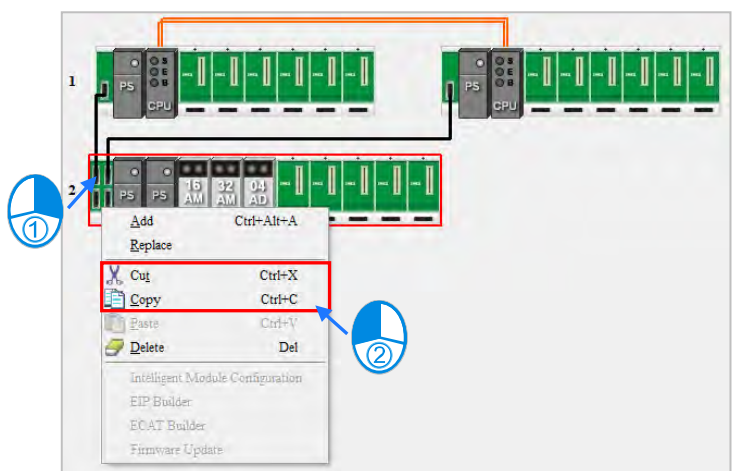 1
S
E
B
PS
CPU
S
E
B
PS
CPU
2
PS PS 16 AM 32 AM 04 AD
①
Add Ctrl+Alt+A
Replace
Cut Ctrl+X
Copy Ctrl+C
Paste Ctrl+V
Delete Del
②
Intelligent Module Configuration
EIP Builder
ECAT Builder
Firmware Update